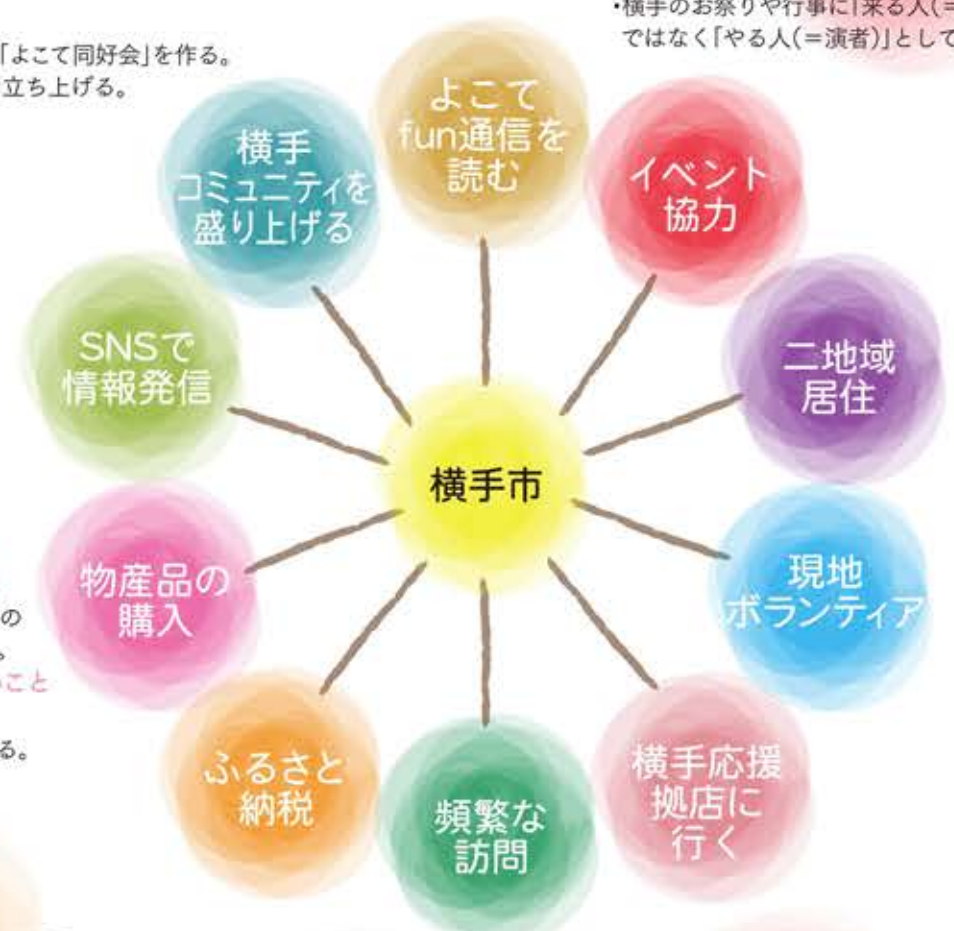 「よこて同好会」を作る。
立ち上げる。
・横手のお祭りや行事に「来る人(=
ではなく「やる人(=演者)」として
よこて
fun通信を
読む
イベント
協力
二地域
居住
現地
ボランティア
横手応援
拠店に
行く
頻繁な
訪問
ふるさと
納税
物産品の
購入
SNSで
情報発信
横手
コミュニティを
盛り上げる
横手市
の
。
こと
る。